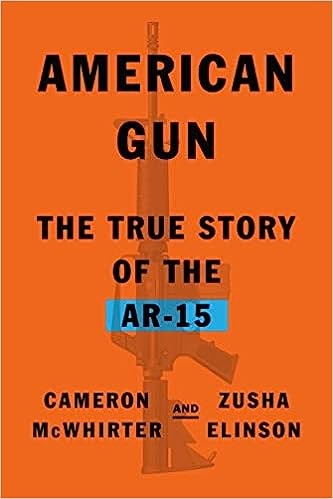 AMERICAN
GUN
THE TRUE STORY
OF THE
AR-15
CAMERON
McWHIRTER
AND
ZUSHA
ELINSON